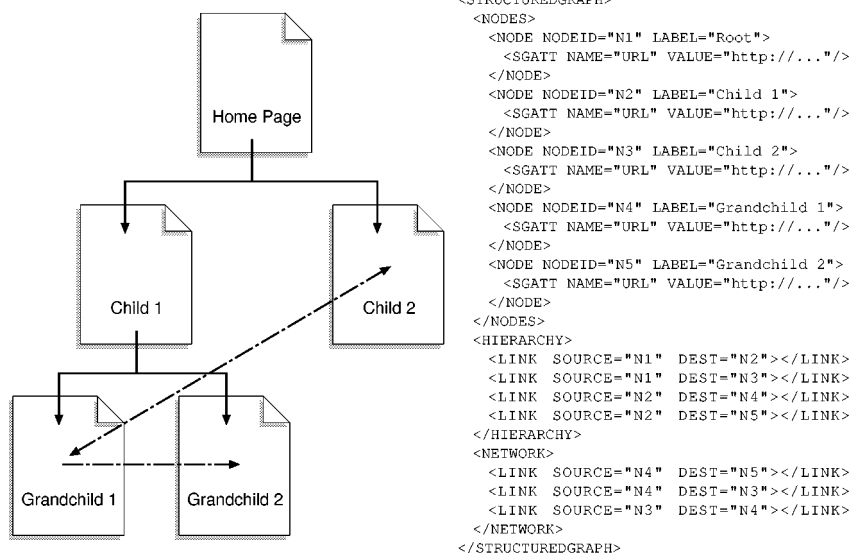 Home Page
Child 1
Child 2
Grandchild 1
Grandchild 2
<STRUCTUREDGRAPH>
<NODES>
<NODE NODEID="N1" LABEL="Root">
<SGATT NAME="URL" VALUE="http://..."/>
</NODE>
<NODE NODEID="N2" LABEL="Child 1">
<SGATT NAME="URL" VALUE="http://..."/>
</NODE>
<NODE NODEID="N3" LABEL="Child 2">
<SGATT NAME="URL" VALUE="http://..."/>
</NODE>
<NODE NODEID="N4" LABEL="Grandchild 1">
<SGATT NAME="URL" VALUE="http://..."/>
</NODE>
<NODE NODEID="N5" LABEL="Grandchild 2">
<SGATT NAME="URL" VALUE="http://..."/>
</NODE>
</NODES>
<HIERARCHY>
<LINK SOURCE="N1" DEST="N2"></LINK>
<LINK SOURCE="N1" DEST="N3"></LINK>
<LINK SOURCE="N2" DEST="N4"></LINK>
<LINK SOURCE="N2" DEST="N5"></LINK>
</HIERARCHY>
<NETWORK>
<LINK SOURCE="N4" DEST="N5"></LINK>
<LINK SOURCE="N4" DEST="N3"></LINK>
<LINK SOURCE="N3" DEST="N4"></LINK>
</NETWORK>
</STRUCTUREDGRAPH>